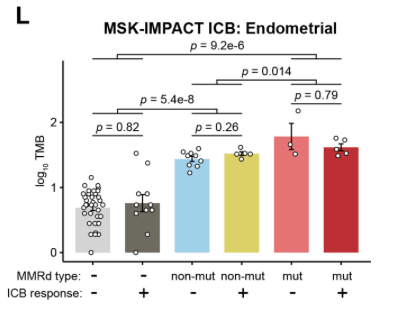 L
MSK-IMPACT ICB: Endometrial
p = 9.2e-6
p = 0.014
p = 5.4e-8
p = 0.79
p = 0.82
p = 0.26
log10 TMB
2
1
0
MMRd type: - - non-mut non-mut mut mut
ICB response: - + - + - +